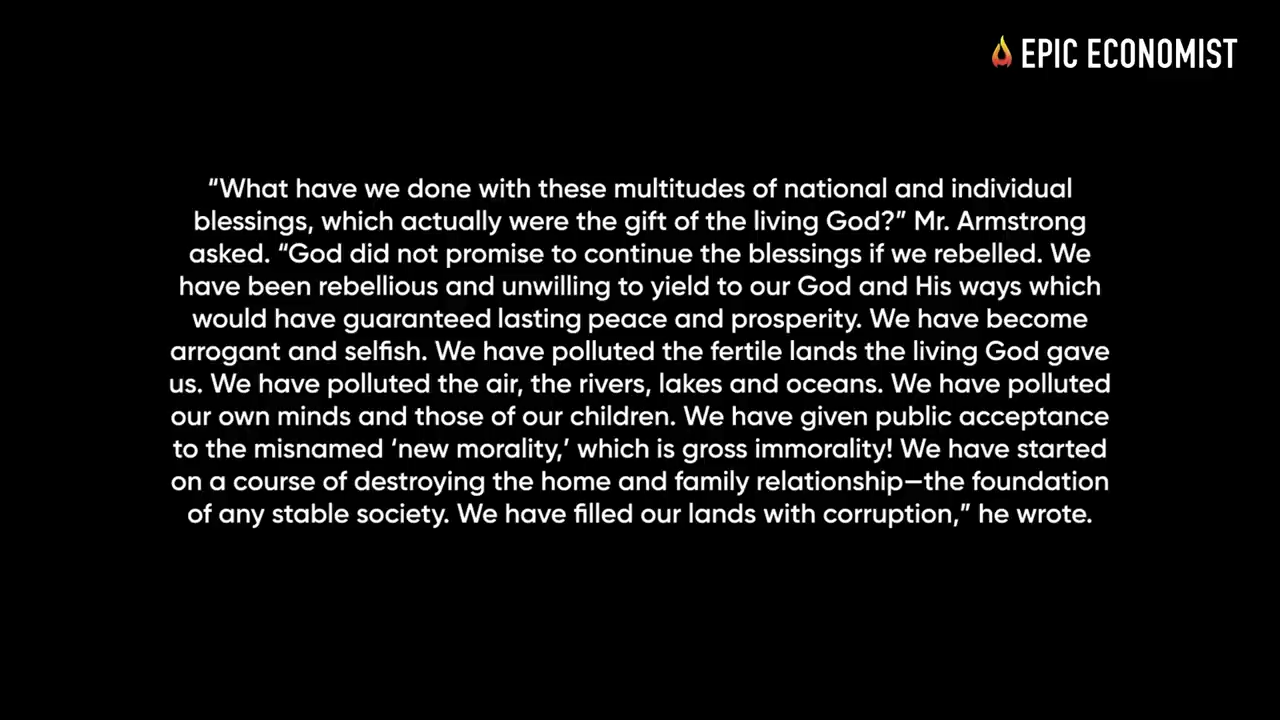 EPIC ECONOMIST
“What have we done with these multitudes of national and individual
blessings, which actually were the gift of the living God?” Mr. Armstrong
asked. “God did not promise to continue the blessings if we rebelled. We
have been rebellious and unwilling to yield to our God and His ways which
would have guaranteed lasting peace and prosperity. We have become
arrogant and selfish. We have polluted the fertile lands the living God gave
us. We have polluted the air, the rivers, lakes and oceans. We have polluted
our own minds and those of our children. We have given public acceptance
to the misnamed ‘new morality,’ which is gross immorality! We have started
on a course of destroying the home and family relationship—the foundation
of any stable society. We have filled our lands with corruption,” he wrote.